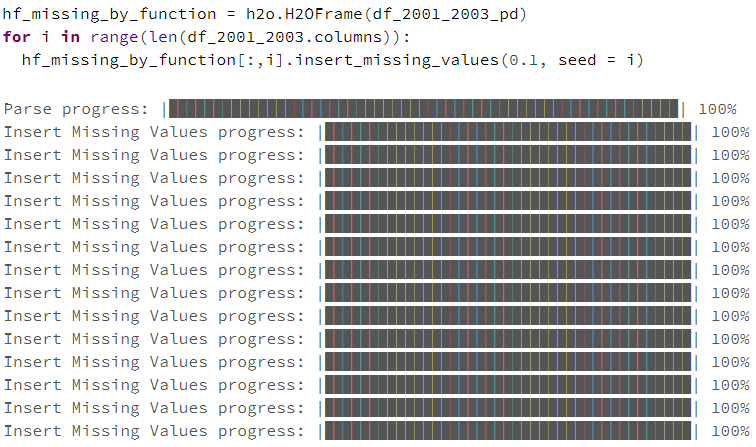 hf_missing_by_function = h2o.H2OFrame(df_2001_2003_pd)
for i in range(len(df_2001_2003.columns)):
  hf_missing_by_function[:,i].insert_missing_values(0.1, seed = i)
Parse progress: |█████████████████████████████████████████████████████████| 100%
Insert Missing Values progress: |█████████████████████████████████████████| 100%
Insert Missing Values progress: |█████████████████████████████████████████| 100%
Insert Missing Values progress: |█████████████████████████████████████████| 100%
Insert Missing Values progress: |█████████████████████████████████████████| 100%
Insert Missing Values progress: |█████████████████████████████████████████| 100%
Insert Missing Values progress: |█████████████████████████████████████████| 100%
Insert Missing Values progress: |█████████████████████████████████████████| 100%
Insert Missing Values progress: |█████████████████████████████████████████| 100%
Insert Missing Values progress: |█████████████████████████████████████████| 100%
Insert Missing Values progress: |█████████████████████████████████████████| 100%
Insert Missing Values progress: |█████████████████████████████████████████| 100%
Insert Missing Values progress: |█████████████████████████████████████████| 100%
Insert Missing Values progress: |█████████████████████████████████████████| 100%
Insert Missing Values progress: |█████████████████████████████████████████| 100%